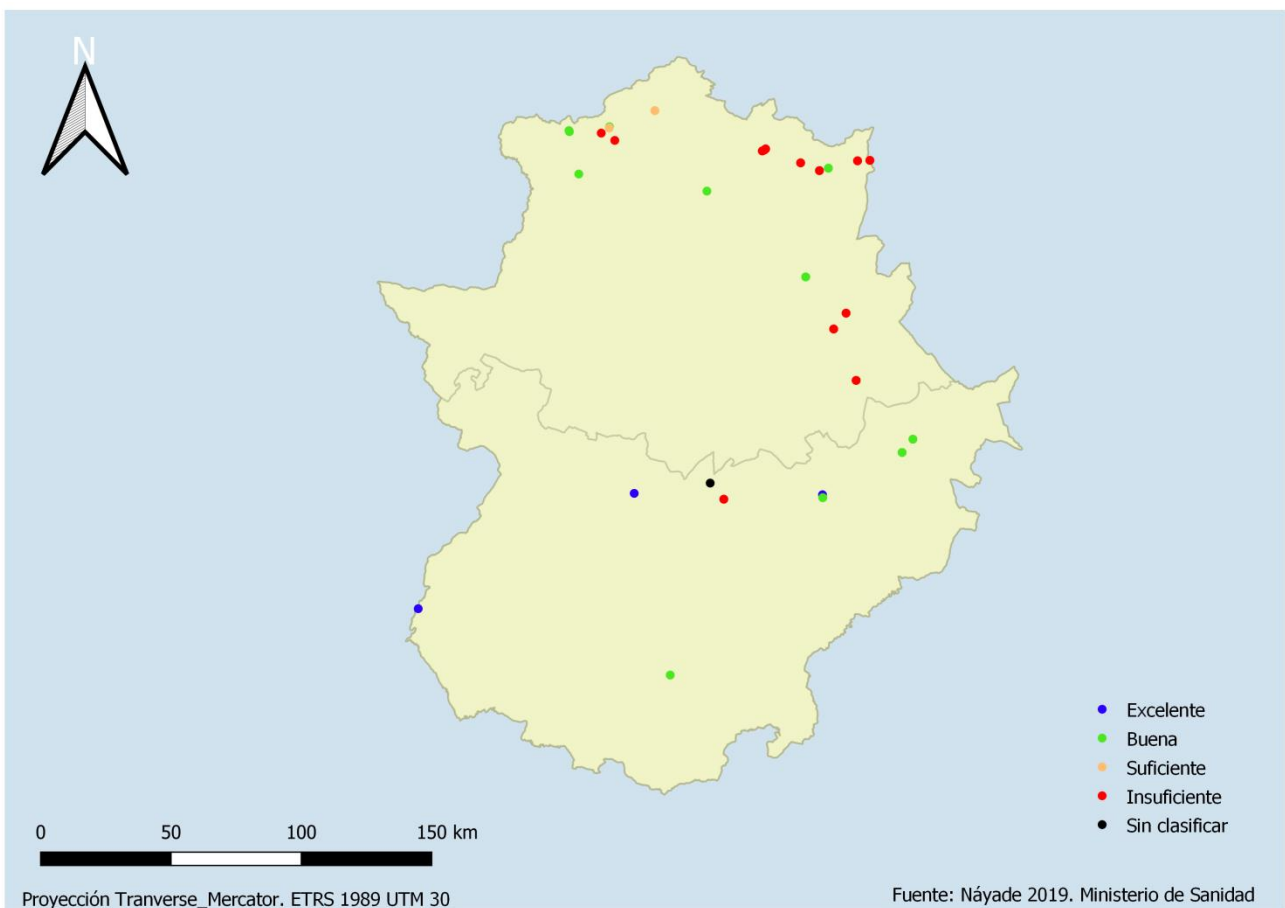 N
Excelente
Buena
Suficiente
Insuficiente
Sin clasificar
0 50 100 150 km
Proyección Tranverse_Mercator. ETRS 1989 UTM 30
Fuente: Náyade 2019. Ministerio de Sanidad